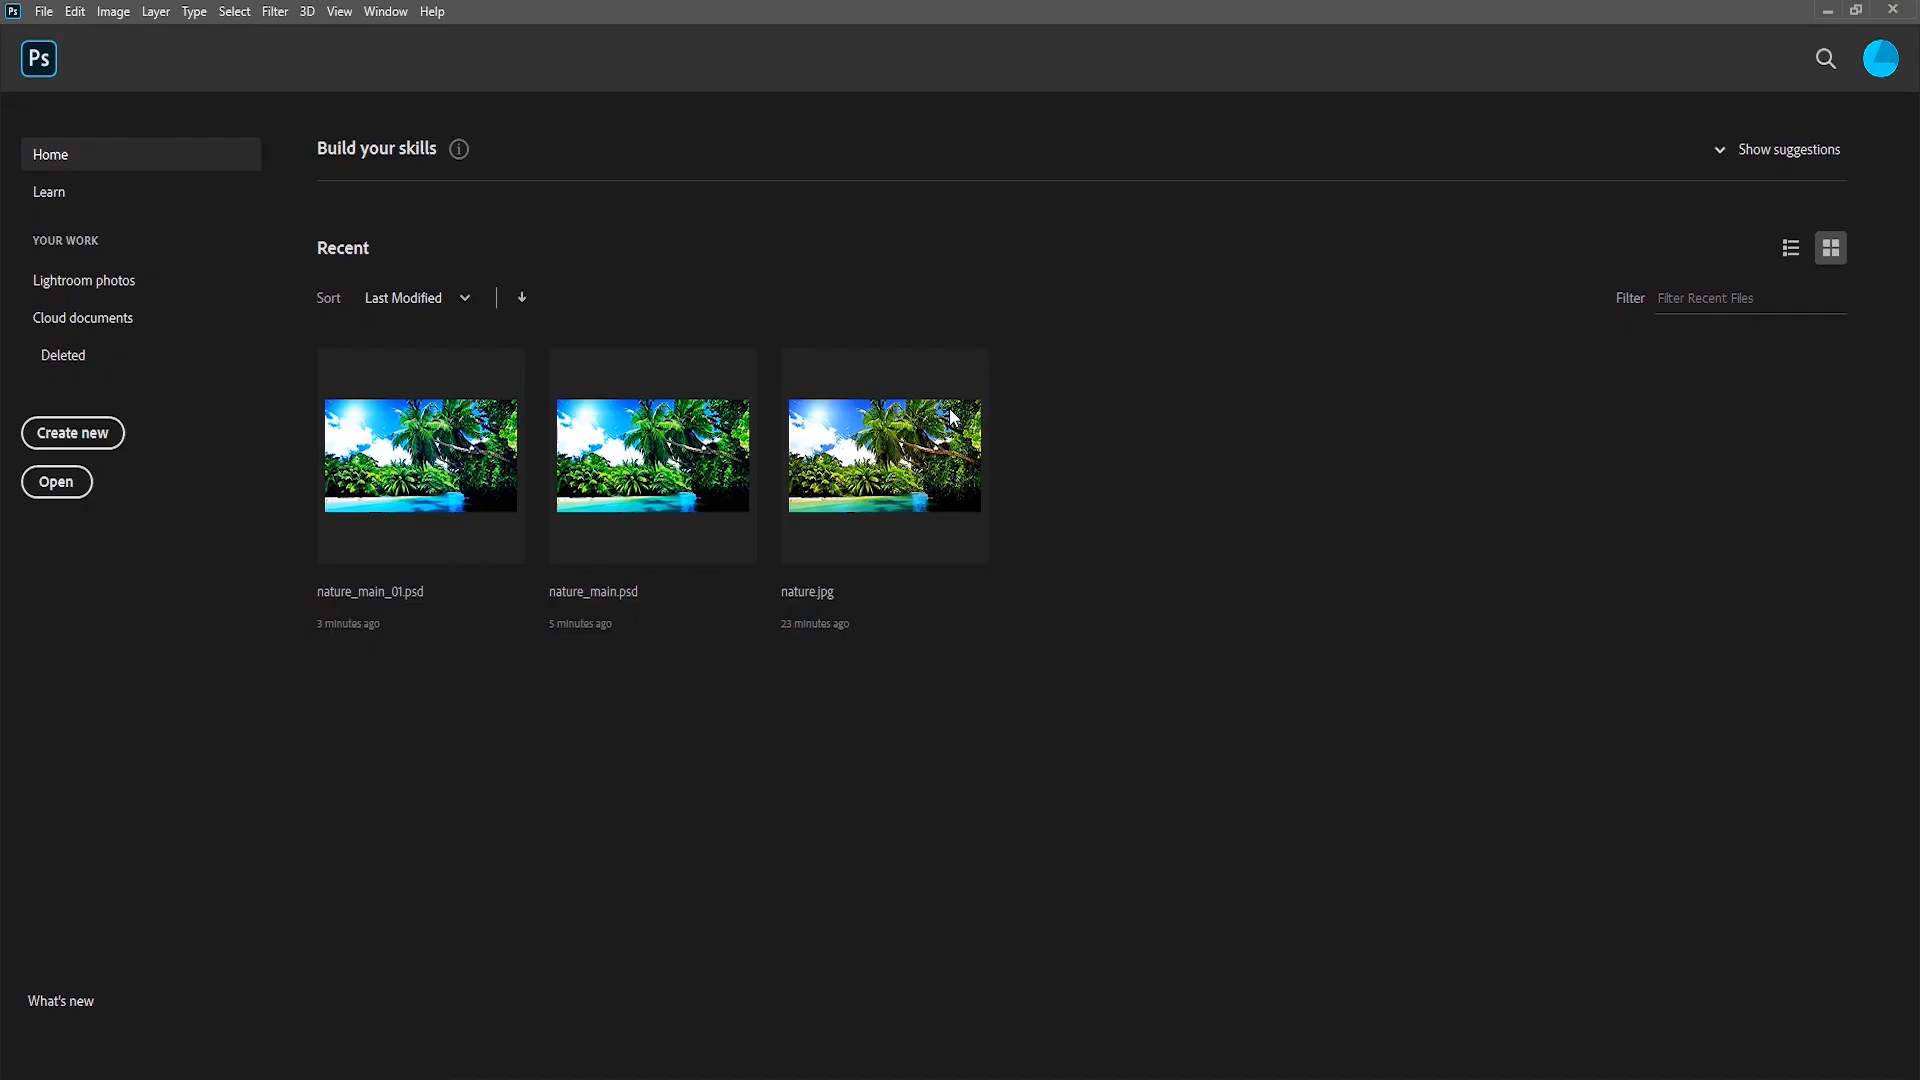 Ps File Edit Image Layer Type Select Filter 3D View Window Help
Ps
Home
Learn
YOUR WORK
Lightroom photos
Cloud documents
Deleted
Create new
Open
What's new
Build your skills
Show suggestions
Recent
Sort Last Modified
Filter Filter Recent Files
nature_main_01.psd
3 minutes ago
nature_main.psd
5 minutes ago
nature.jpg
23 minutes ago